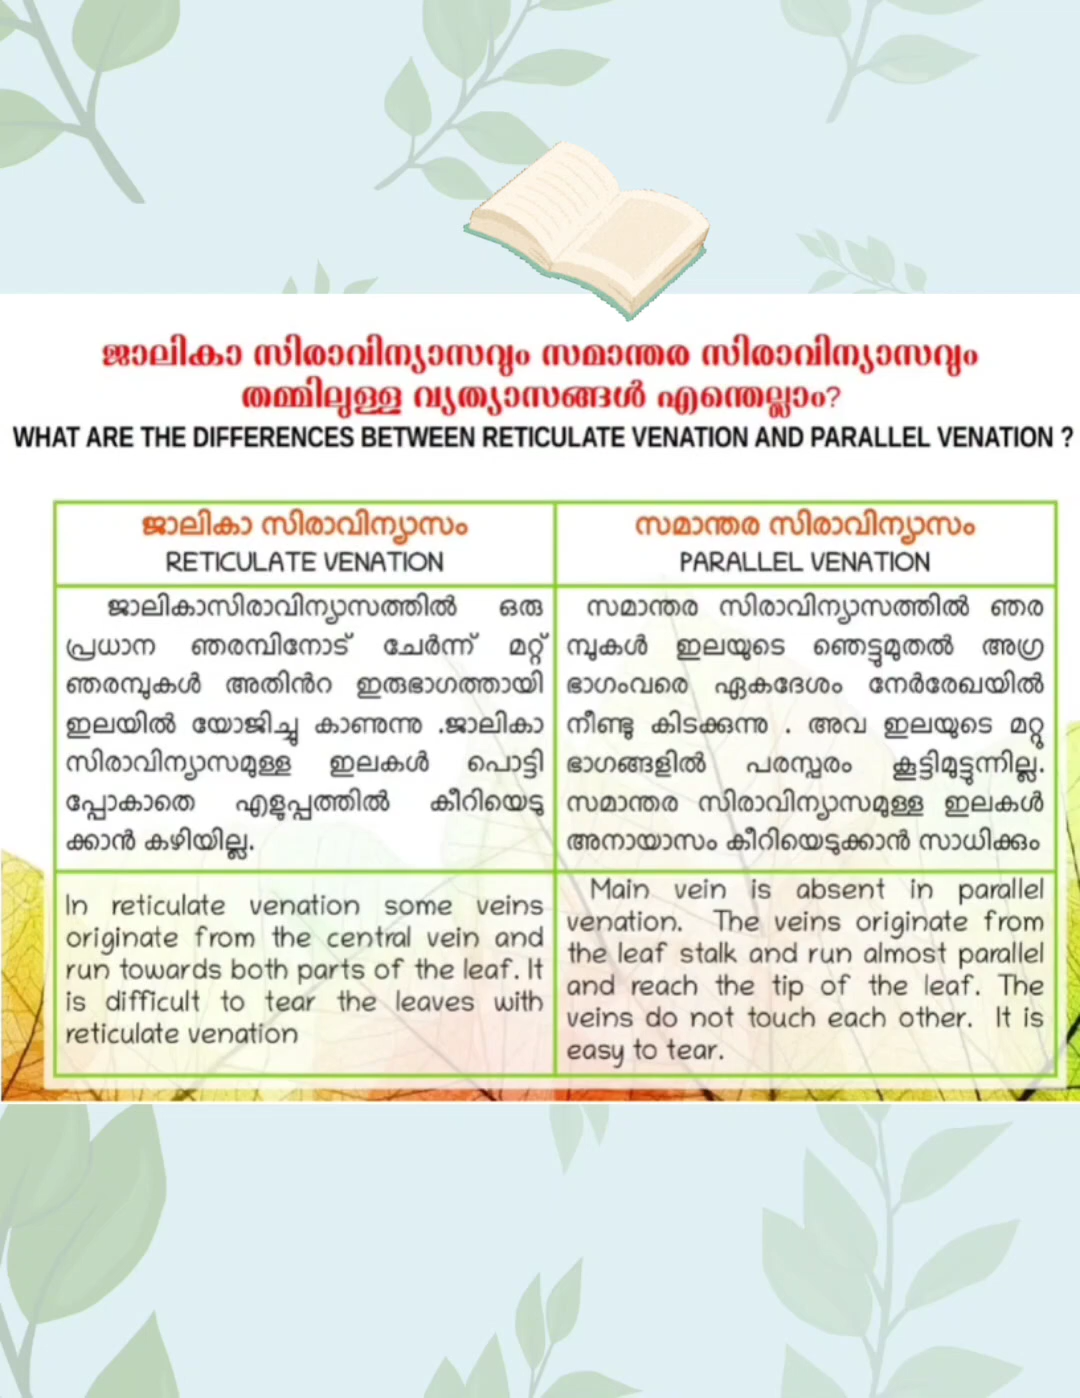 ജാലികാ സിരാവിന്യാസവും സമാന്തര സിരാവിന്യാസവും
തമ്മിലുള്ള വ്യത്യാസങ്ങൾ എന്തെല്ലാം?
WHAT ARE THE DIFFERENCES BETWEEN RETICULATE VENATION AND PARALLEL VENATION ?
ജാലികാ സിരാവിന്യാസം
RETICULATE VENATION
ജാലികാസിരാവിന്യാസത്തിൽ ഒരു
പ്രധാന ഞരമ്പിനോട് ചേർന്ന് മറ്റ്
ഞരമ്പുകൾ അതിൻറ ഇരുഭാഗത്തായി
ഇലയിൽ യോജിച്ചു കാണുന്നു .ജാലികാ
സിരാവിന്യാസമുള്ള ഇലകൾ പൊട്ടി
പ്പോകാതെ എളുപ്പത്തിൽ കീറിയെടു
ക്കാൻ കഴിയില്ല.
In reticulate venation some veins
originate from the central vein and
run towards both parts of the leaf. It
is difficult to tear the leaves with
reticulate venation
സമാന്തര സിരാവിന്യാസം
PARALLEL VENATION
സമാന്തര സിരാവിന്യാസത്തിൽ ഞര
മ്പുകൾ ഇലയുടെ ഞെട്ടുമുതൽ അഗ്ര
ഭാഗംവരെ ഏകദേശം നേർരേഖയിൽ
നീണ്ടു കിടക്കുന്നു . അവ ഇലയുടെ മറ്റു
ഭാഗങ്ങളിൽ പരസ്പരം കൂട്ടിമുട്ടുന്നില്ല.
സമാന്തര സിരാവിന്യാസമുള്ള ഇലകൾ
അനായാസം കീറിയെടുക്കാൻ സാധിക്കും
Main vein is absent in parallel
venation. The veins originate from
the leaf stalk and run almost parallel
and reach the tip of the leaf. The
veins do not touch each other. It is
easy to tear.